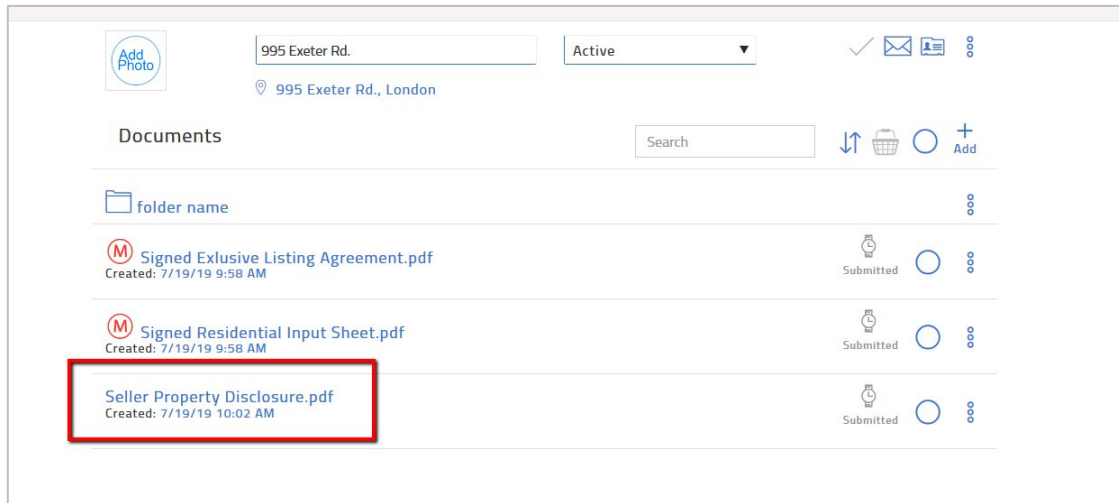 Add Photo
995 Exeter Rd.
Active
995 Exeter Rd., London
Documents
Search
Add
folder name
M Signed Exlusive Listing Agreement.pdf
Created: 7/19/19 9:58 AM
Submitted
M Signed Residential Input Sheet.pdf
Created: 7/19/19 9:58 AM
Submitted
Seller Property Disclosure.pdf
Created: 7/19/19 10:02 AM
Submitted